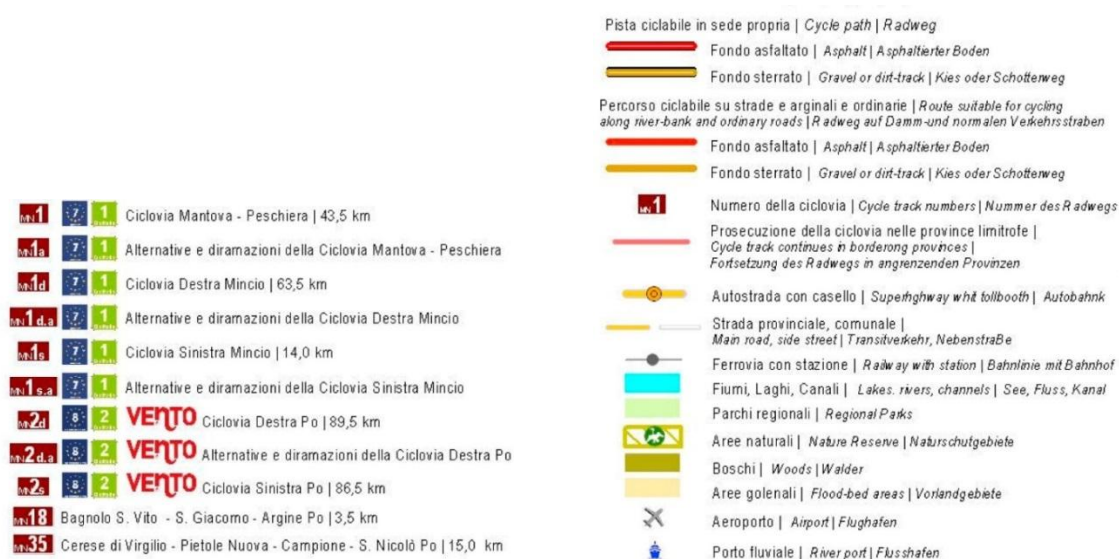 MN1 7 1 Ciclovia Mantova - Peschiera | 43,5 km
MN1a 7 1 Alternative e diramazioni della Ciclovia Mantova - Peschiera
MN1d 7 1 Ciclovia Destra Mincio | 63,5 km
MN1d.a 7 1 Alternative e diramazioni della Ciclovia Destra Mincio
MN1s 7 1 Ciclovia Sinistra Mincio | 14,0 km
MN1s.a 7 1 Alternative e diramazioni della Ciclovia Sinistra Mincio
MN2d 8 2 VENTO Ciclovia Destra Po | 89,5 km
MN2d.a 8 2 VENTO Alternative e diramazioni della Ciclovia Destra Po
MN2s 8 2 VENTO Ciclovia Sinistra Po | 86,5 km
MN18 Bagnolo S. Vito - S. Giacomo - Argine Po | 3,5 km
MN35 Cerese di Virgilio - Pietole Nuova - Campione - S. Nicolò Po | 15,0 km
Pista ciclabile in sede propria | Cycle path | Radweg
Fondo asfaltato | Asphalt | Asphaltierter Boden
Fondo sterrato | Gravel or dirt-track | Kies oder Schotterweg
Percorso ciclabile su strade e arginali e ordinarie | Route suitable for cycling
along river-bank and ordinary roads | Radweg auf Damm-und normalen Verkehrsstraben
Fondo asfaltato | Asphalt | Asphaltierter Boden
Fondo sterrato | Gravel or dirt-track | Kies oder Schotterweg
MN1 Numero della ciclovia | Cycle track numbers | Nummer des Radwegs
Prosecuzione della ciclovia nelle province limitrofe |
Cycle track continues in borderong provinces |
Fortsetzung des Radwegs in angrenzenden Provinzen
Autostrada con casello | Superhghway whit tollbooth | Autobahnk
Strada provinciale, comunale |
Main road, side street | Transitverkehr, NebenstraBe
Ferrovia con stazione | Railway with station | Bahnlinie mit Bahnhof
Fiumi, Laghi, Canali | Lakes. rivers, channels | See, Fluss, Kanal
Parchi regionali | Regional Parks
Aree naturali | Nature Reserve | Naturschutgebiete
Boschi | Woods | Walder
Aree golenali | Flood-bed areas | Vorlandgebiete
Aeroporto | Airport | Flughafen
Porto fluviale | River port | Flusshafen